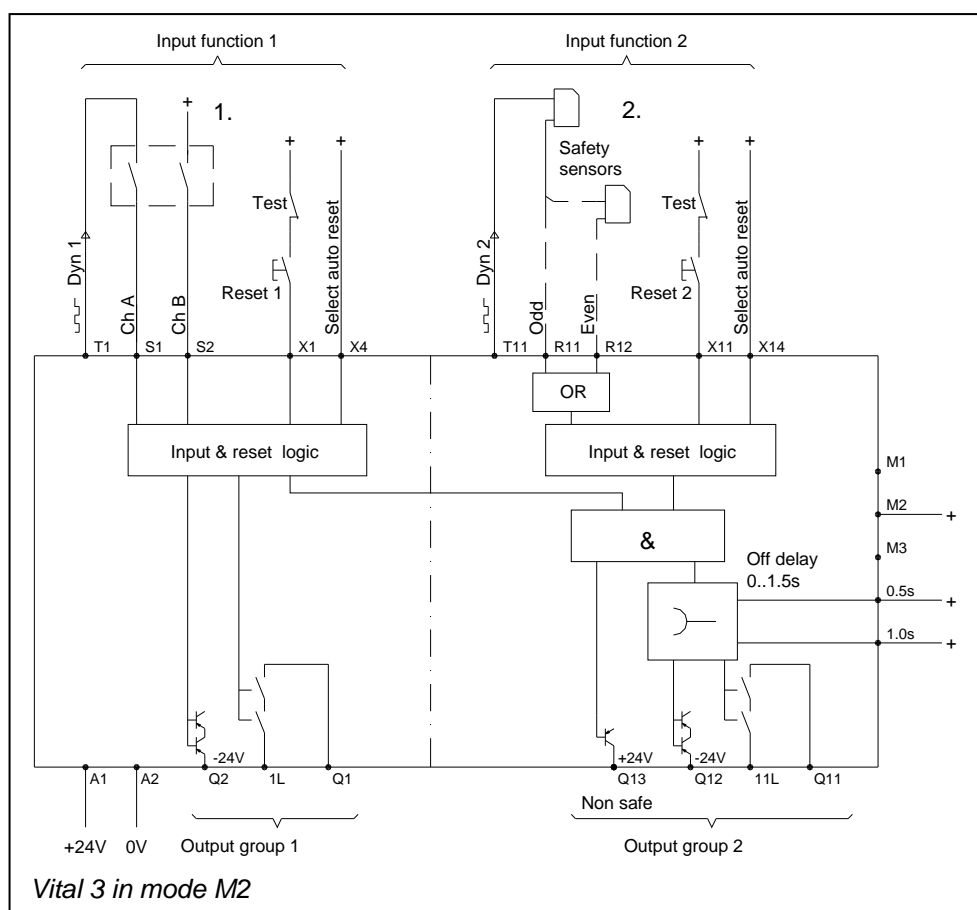 Input function 1
Input function 2
+
1.
2.
+
+
+
+
Safety
sensors
Test
Test
Select auto reset
Select auto reset
Dyn 1
Dyn 2
Reset 1
Reset 2
Ch A
Ch B
Odd
Even
T1
S1
S2
X1
X4
T11
R11
R12
X11
X14
OR
Input & reset logic
Input & reset logic
M1
M2
+
&
M3
Off delay
0..1.5s
0.5s
+
1.0s
+
-24V
+24V
-24V
A1
A2
Q2
1L
Q1
Q13
Q12
11L
Q11
Non safe
+24V
0V
Output group 1
Output group 2
Vital 3 in mode M2